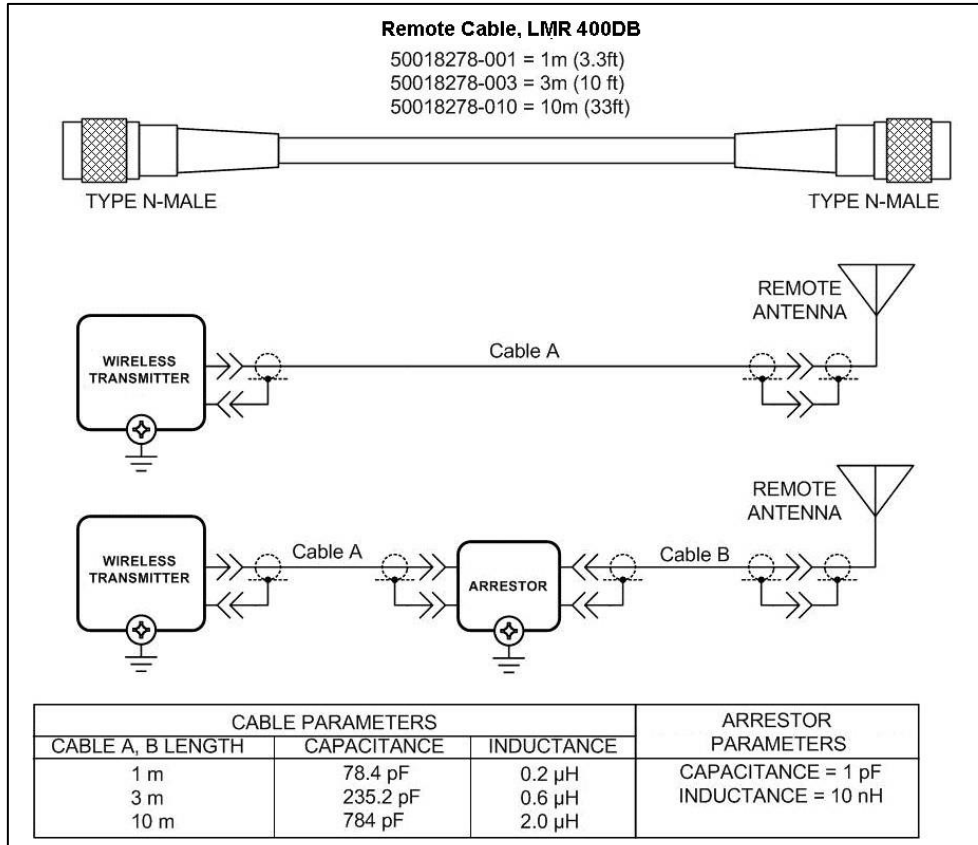 Remote Cable, LMR 400DB
50018278-001 = 1m (3.3ft)
50018278-003 = 3m (10 ft)
50018278-010 = 10m (33ft)
TYPE N-MALE
TYPE N-MALE
REMOTE
ANTENNA
WIRELESS
TRANSMITTER
Cable A
REMOTE
ANTENNA
WIRELESS
TRANSMITTER
Cable A
ARRESTOR
Cable B
CABLE PARAMETERS
ARRESTOR
PARAMETERS
CABLE A, B LENGTH CAPACITANCE INDUCTANCE
1 m 78.4 pF 0.2 µH CAPACITANCE = 1 pF
3 m 235.2 pF 0.6 µH INDUCTANCE = 10 nH
10 m 784 pF 2.0 µH